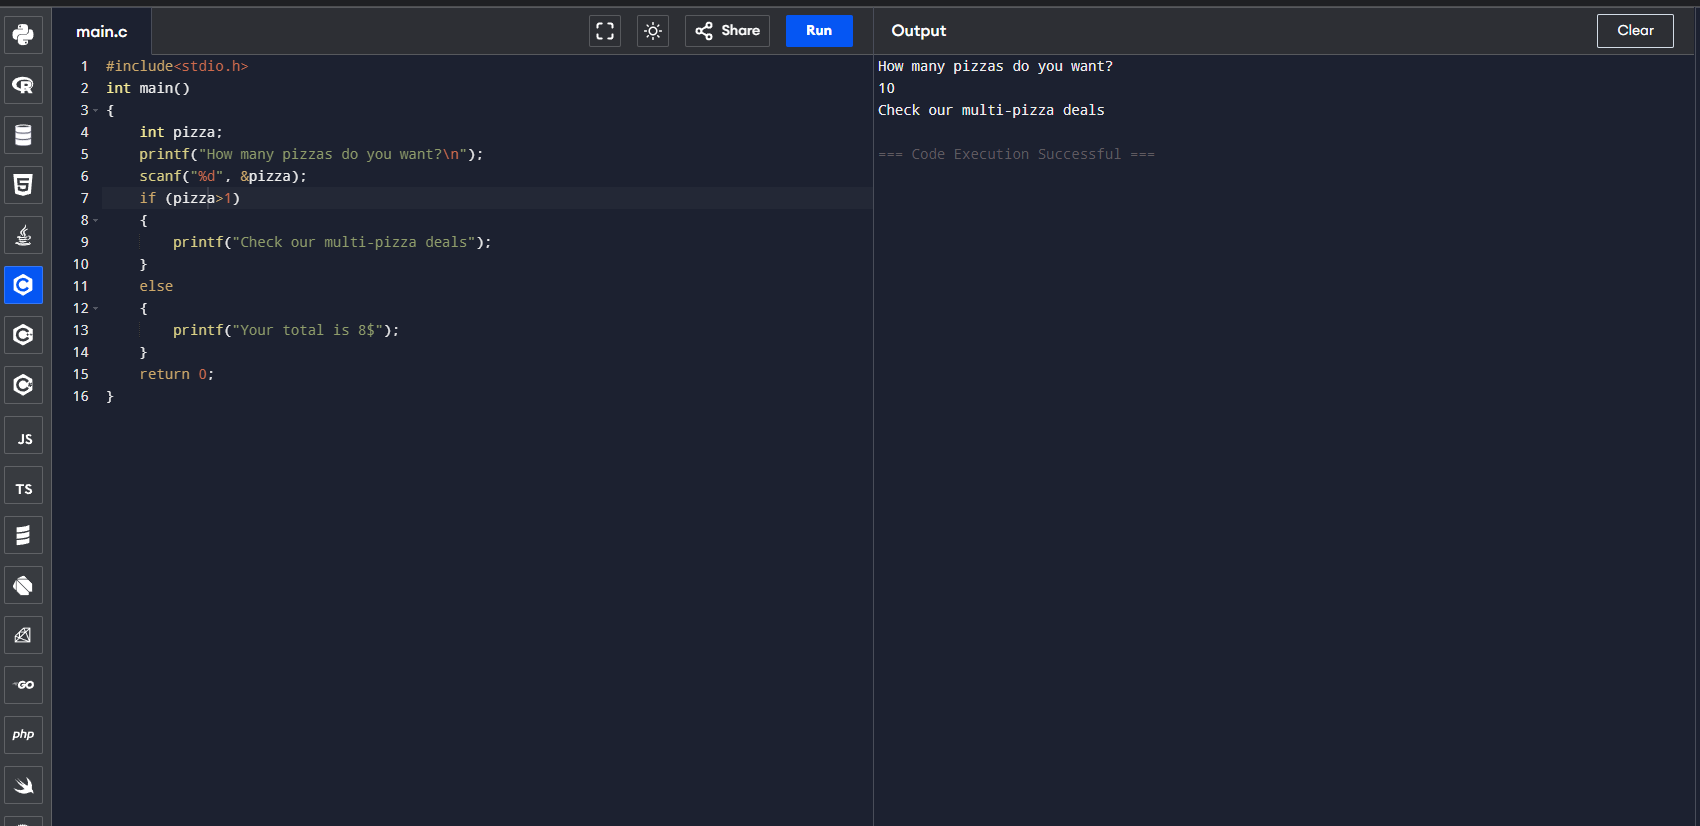 main.c
Share
Run
Output
Clear
1 #include<stdio.h>
2 int main()
3 {
4     int pizza;
5     printf("How many pizzas do you want?\n");
6     scanf("%d", &pizza);
7     if (pizza>1)
8     {
9         printf("Check our multi-pizza deals");
10     }
11     else
12     {
13         printf("Your total is 8$");
14     }
15     return 0;
16 }
How many pizzas do you want?
10
Check our multi-pizza deals
=== Code Execution Successful ===
R
5
C
C
C
JS
TS
GO
php